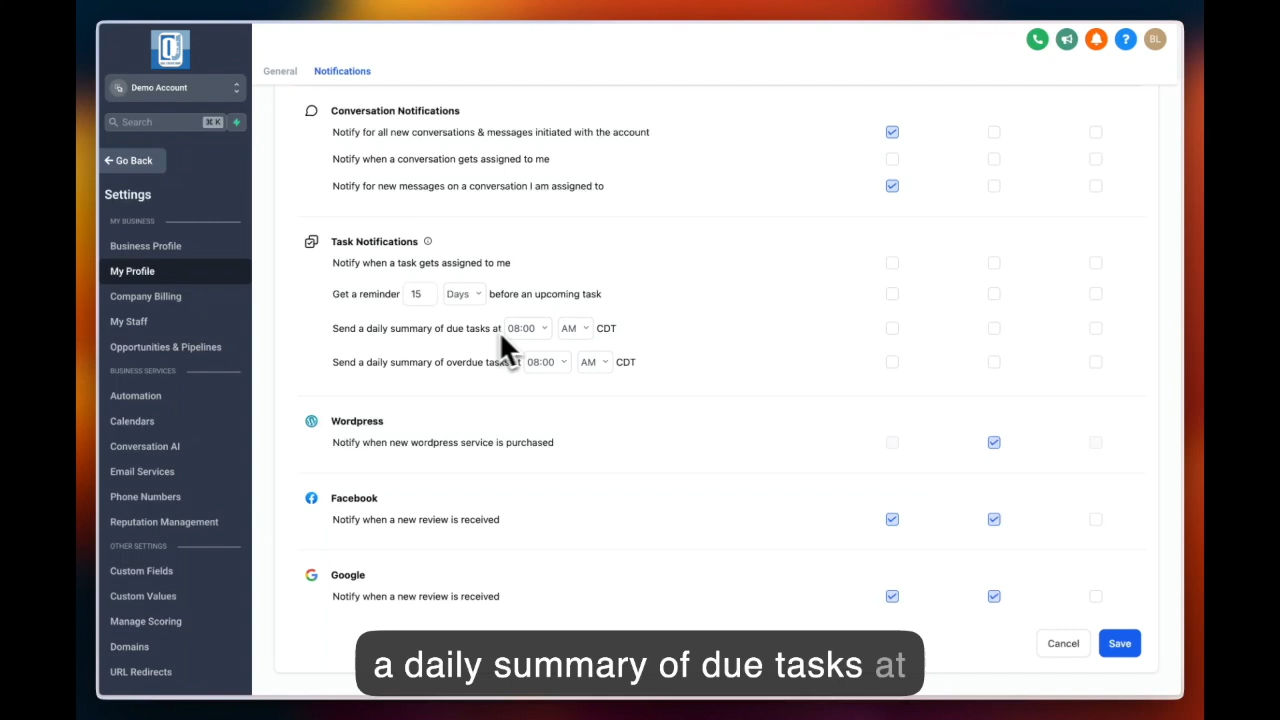 Demo Account
Search
⌘ K
Go Back
Settings
MY BUSINESS
Business Profile
My Profile
Company Billing
My Staff
Opportunities & Pipelines
BUSINESS SERVICES
Automation
Calendars
Conversation AI
Email Services
Phone Numbers
Reputation Management
OTHER SETTINGS
Custom Fields
Custom Values
Manage Scoring
Domains
URL Redirects
?
BL
General
Notifications
Conversation Notifications
Notify for all new conversations & messages initiated with the account
Notify when a conversation gets assigned to me
Notify for new messages on a conversation I am assigned to
Task Notifications
Notify when a task gets assigned to me
Get a reminder 15 Days before an upcoming task
Send a daily summary of due tasks at 08:00 AM CDT
Send a daily summary of overdue tasks at 08:00 AM CDT
Wordpress
Notify when new wordpress service is purchased
Facebook
Notify when a new review is received
Google
Notify when a new review is received
Cancel
Save
a daily summary of due tasks at